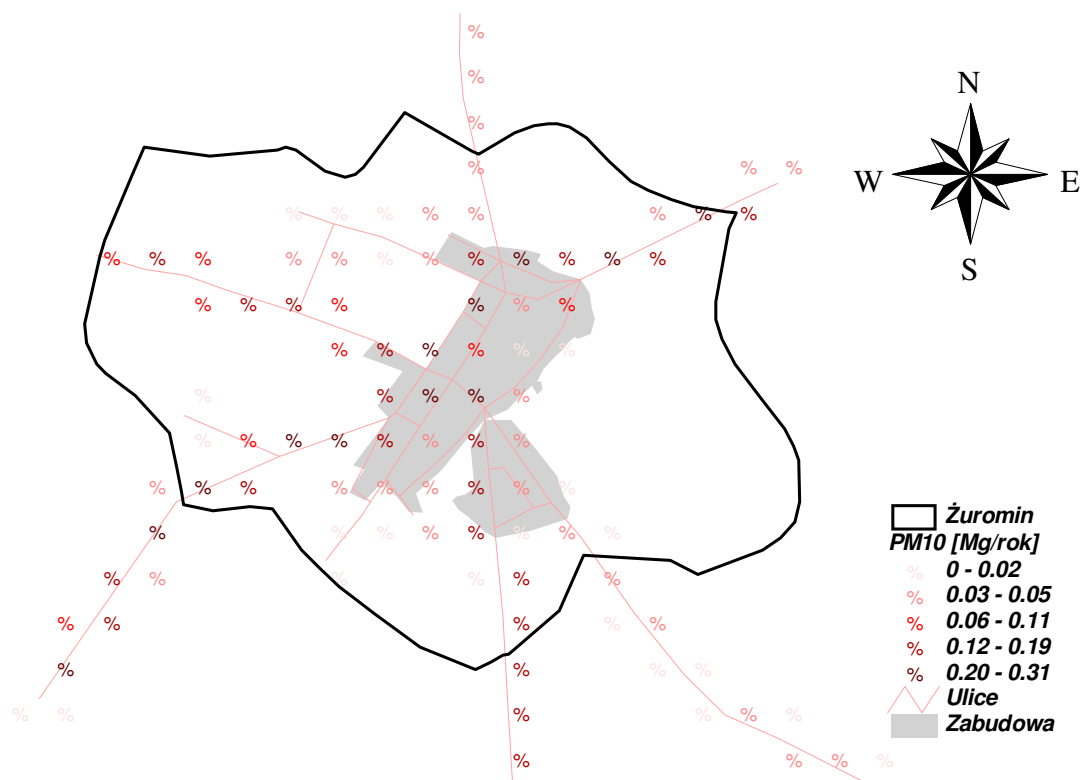 %
%
%
% % %
% % % % % % % %
% % % % % % % % % % % %
% % % % % % %
% % % % % %
% % % % %
% % % % % % % %
% % % % % % % % %
% % % % % % % %
% % % % % %
% % % % %
% % % %
% % % % % %
% % % %
N
W E
S
Żuromin
PM10 [Mg/rok]
% 0 - 0.02
% 0.03 - 0.05
% 0.06 - 0.11
% 0.12 - 0.19
% 0.20 - 0.31
Ulice
Zabudowa